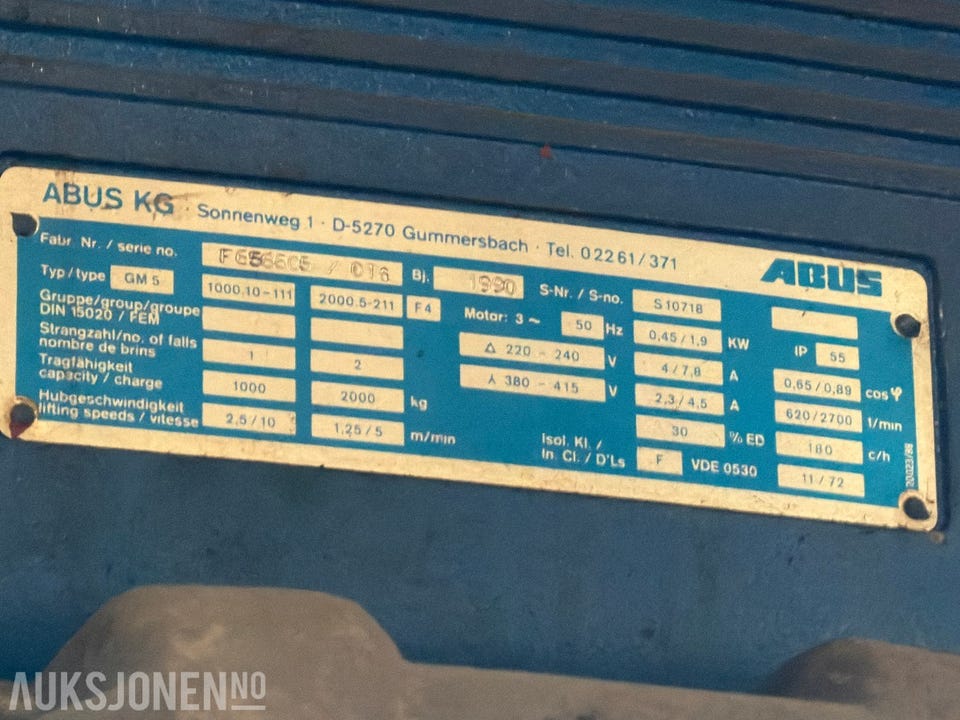 ABUS KG · Sonnenweg 1 · D-5270 Gummersbach · Tel. 02261/371
ABUS
Fabr. Nr. / serie no. / Bj. 1990 S-Nr. / S-no. S10718
Typ/type GM 5 1000.10-111 2000.5-211 F4 Motor: 3 ~ 50 Hz 0,45/1,9 KW IP 55
Gruppe/group/groupe
DIN 15020 / FEM
△ 220 - 240 V 4/7,8 A 0,65/0,89 cos φ
Strangzahl/no. of falls
nombre de brins
1 2
⅄ 380 - 415 V 2,3/4,5 A 620/2700 1/min
Tragfähigkeit
capacity / charge
1000 2000 kg
30 % ED 180 c/h
Hubgeschwindigkeit
lifting speeds / vitesse
2,5/10 1,25/5 m/min
Isol. Kl. /
In. Cl. / D'Ls
F VDE 0530 11/72
20023/88
AUKSJONEN NO